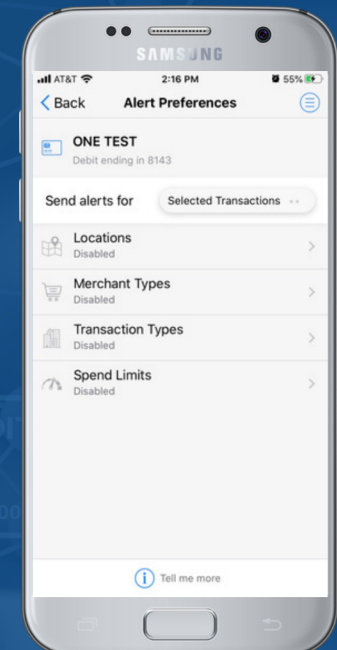 SAMSUNG
AT&T 2:16 PM 55%
Back Alert Preferences
ONE TEST
Debit ending in 8143
Send alerts for Selected Transactions
Locations
Disabled
Merchant Types
Disabled
Transaction Types
Disabled
Spend Limits
Disabled
Tell me more